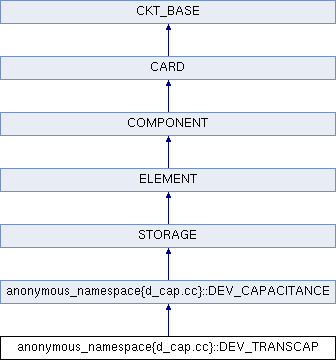 CKT_BASE
CARD
COMPONENT
ELEMENT
STORAGE
anonymous_namespace{d_cap.cc}::DEV_CAPACITANCE
anonymous_namespace{d_cap.cc}::DEV_TRANSCAP